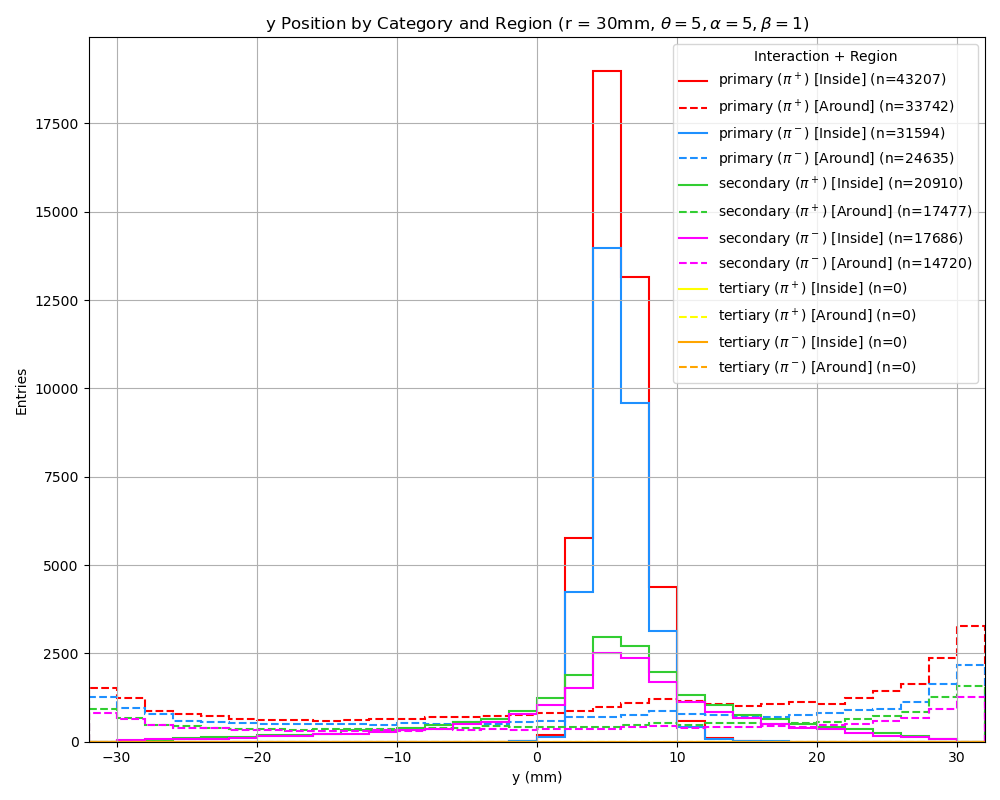 y Position by Category and Region (r = 30mm, θ = 5, α = 5, β = 1)
Interaction + Region
primary (π⁺) [Inside] (n=43207)
primary (π⁺) [Around] (n=33742)
primary (π⁻) [Inside] (n=31594)
primary (π⁻) [Around] (n=24635)
secondary (π⁺) [Inside] (n=20910)
secondary (π⁺) [Around] (n=17477)
secondary (π⁻) [Inside] (n=17686)
secondary (π⁻) [Around] (n=14720)
tertiary (π⁺) [Inside] (n=0)
tertiary (π⁺) [Around] (n=0)
tertiary (π⁻) [Inside] (n=0)
tertiary (π⁻) [Around] (n=0)
Entries
17500
15000
12500
10000
7500
5000
2500
0
−30
−20
−10
0
10
20
30
y (mm)